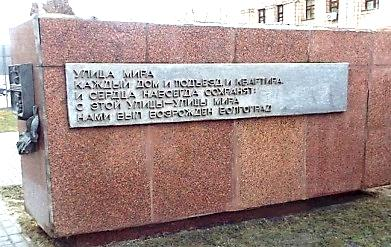 УЛИЦА МИРА
КАЖДЫЙ ДОМ И ПОДЪЕЗД И КВАРТИРА
И СЕРДЦА НАВСЕГДА СОХРАНЯТ:
С ЭТОЙ УЛИЦЫ–УЛИЦЫ МИРА
НАМИ БЫЛ ВОЗРОЖДЕН ВОЛГОГРАД